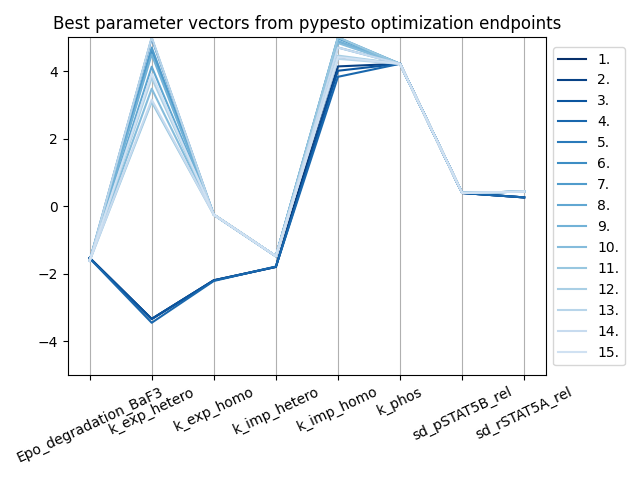 Best parameter vectors from pypesto optimization endpoints
4
2
0
−2
−4
Epo_degradation_BaF3
k_exp_hetero
k_exp_homo
k_imp_hetero
k_imp_homo
k_phos
sd_pSTAT5B_rel
sd_rSTAT5A_rel
1.
2.
3.
4.
5.
6.
7.
8.
9.
10.
11.
12.
13.
14.
15.